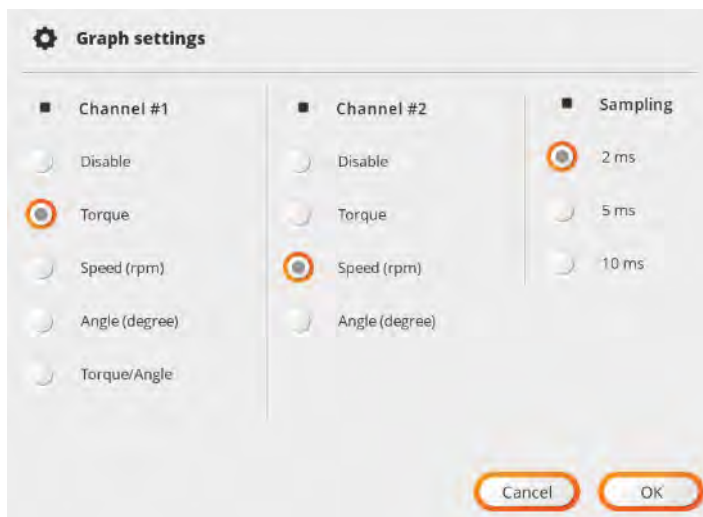 Graph settings
Channel #1
Disable
Torque
Speed (rpm)
Angle (degree)
Torque/Angle
Channel #2
Disable
Torque
Speed (rpm)
Angle (degree)
Sampling
2 ms
5 ms
10 ms
Cancel
OK